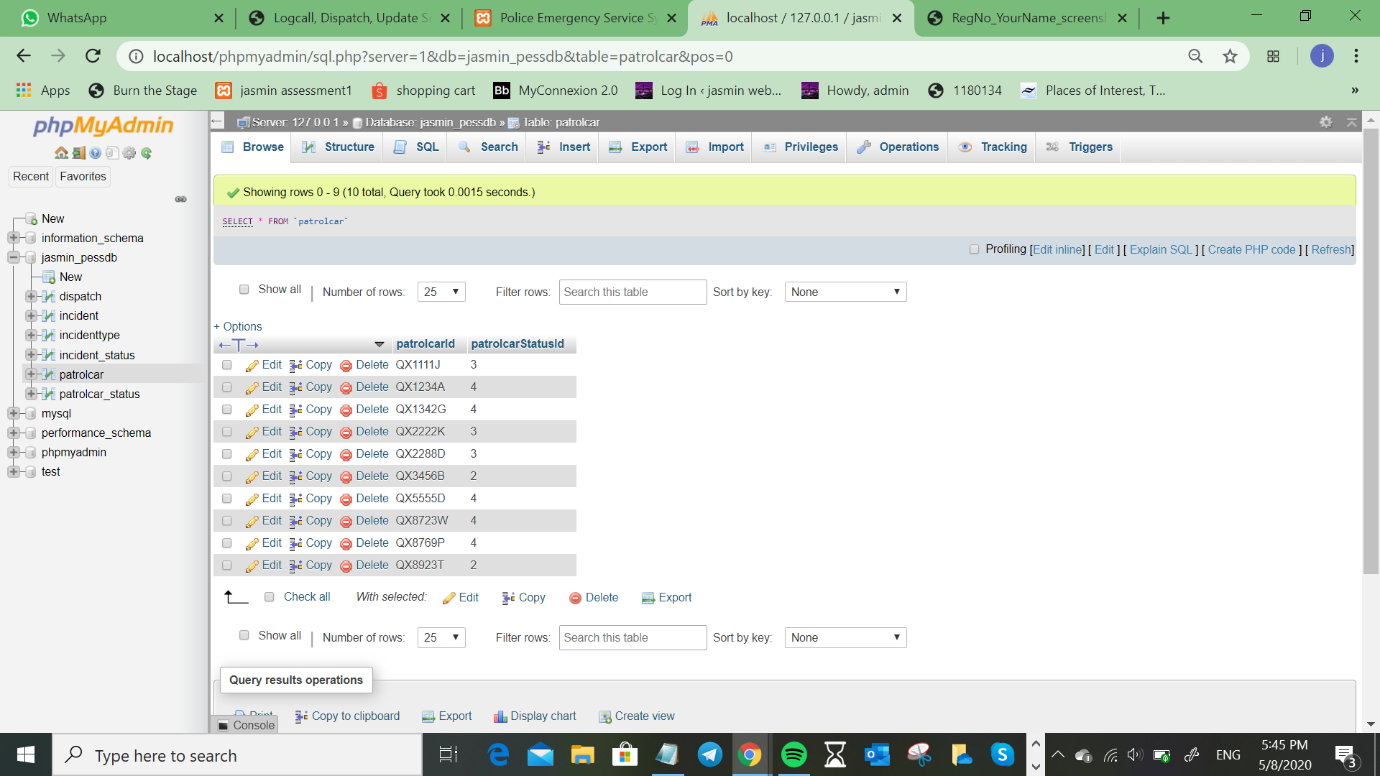 WhatsApp
Logcall, Dispatch, Update S
Police Emergency Service Sy
localhost / 127.0.0.1 / jasmi
RegNo_YourName_screensh
localhost/phpmyadmin/sql.php?server=1&db=jasmin_pessdb&table=patrolcar&pos=0
j
Apps
Burn the Stage
jasmin assessment1
shopping cart
Bb MyConnexion 2.0
Log In ‹ jasmin web...
Howdy, admin
1180134
Places of Interest, T...
»
phpMyAdmin
Recent Favorites
New
information_schema
jasmin_pessdb
New
dispatch
incident
incidenttype
incident_status
patrolcar
patrolcar_status
mysql
performance_schema
phpmyadmin
test
Server: 127.0.0.1 » Database: jasmin_pessdb » Table: patrolcar
Browse Structure SQL Search Insert Export Import Privileges Operations Tracking Triggers
Showing rows 0 - 9 (10 total, Query took 0.0015 seconds.)
SELECT * FROM `patrolcar`
Profiling [Edit inline] [ Edit ] [ Explain SQL ] [ Create PHP code ] [ Refresh]
Show all | Number of rows: 25 Filter rows: Search this table Sort by key: None
+ Options
←T→ patrolcarId patrolcarStatusId
Edit Copy Delete QX1111J 3
Edit Copy Delete QX1234A 4
Edit Copy Delete QX1342G 4
Edit Copy Delete QX2222K 3
Edit Copy Delete QX2288D 3
Edit Copy Delete QX3456B 2
Edit Copy Delete QX5555D 4
Edit Copy Delete QX8723W 4
Edit Copy Delete QX8769P 4
Edit Copy Delete QX8923T 2
Check all With selected: Edit Copy Delete Export
Show all | Number of rows: 25 Filter rows: Search this table Sort by key: None
Query results operations
Print Copy to clipboard Export Display chart Create view
Console
Type here to search
ENG
5:45 PM
5/8/2020
3